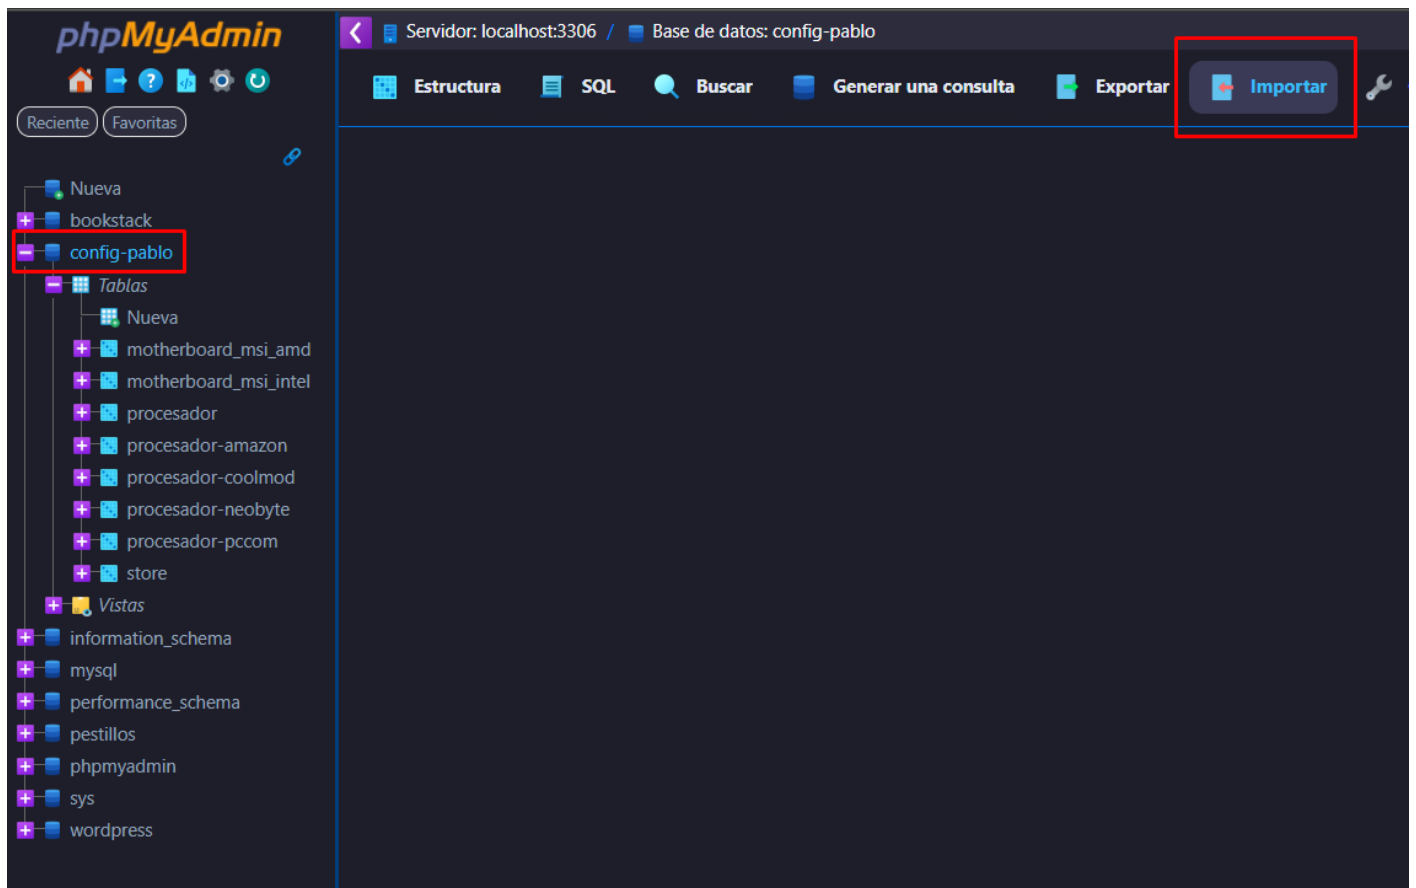 phpMyAdmin
Reciente Favoritas
Nueva
bookstack
config-pablo
Tablas
Nueva
motherboard_msi_amd
motherboard_msi_intel
procesador
procesador-amazon
procesador-coolmod
procesador-neobyte
procesador-pccom
store
Vistas
information_schema
mysql
performance_schema
pestillos
phpmyadmin
sys
wordpress
Servidor: localhost:3306 / Base de datos: config-pablo
Estructura SQL Buscar Generar una consulta Exportar Importar